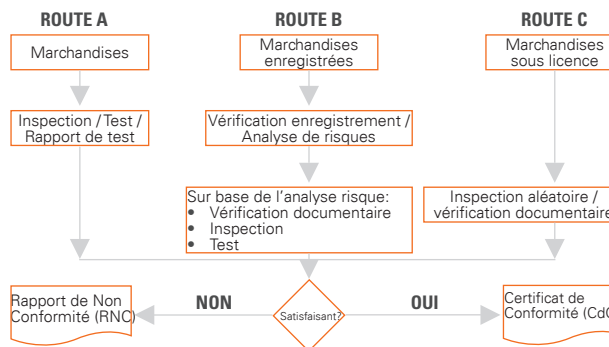 ROUTE A
Marchandises
Inspection / Test /
Rapport de test
ROUTE B
Marchandises
enregistrées
Vérification enregistrement /
Analyse de risques
Sur base de l'analyse risque:
• Vérification documentaire
• Inspection
• Test
ROUTE C
Marchandises
sous licence
Inspection aléatoire /
vérification documentaire
Satisfaisant?
NON
Rapport de Non
Conformité (RNC)
OUI
Certificat de
Conformité (CdC